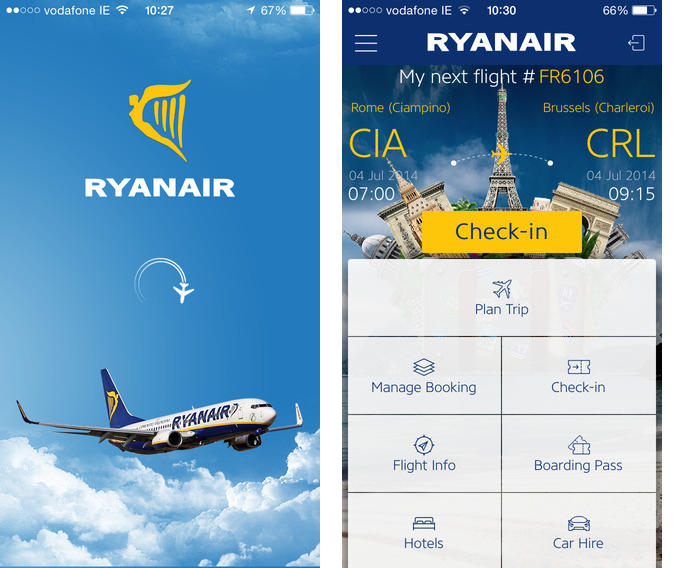 vodafone IE 10:27 67%
RYANAIR
RYANAIR
vodafone IE 10:30 66%
RYANAIR
My next flight # FR6106
Rome (Ciampino) Brussels (Charleroi)
CIA CRL
04 Jul 2014 04 Jul 2014
07:00 09:15
Check-in
Plan Trip
Manage Booking Check-in
Flight Info Boarding Pass
Hotels Car Hire